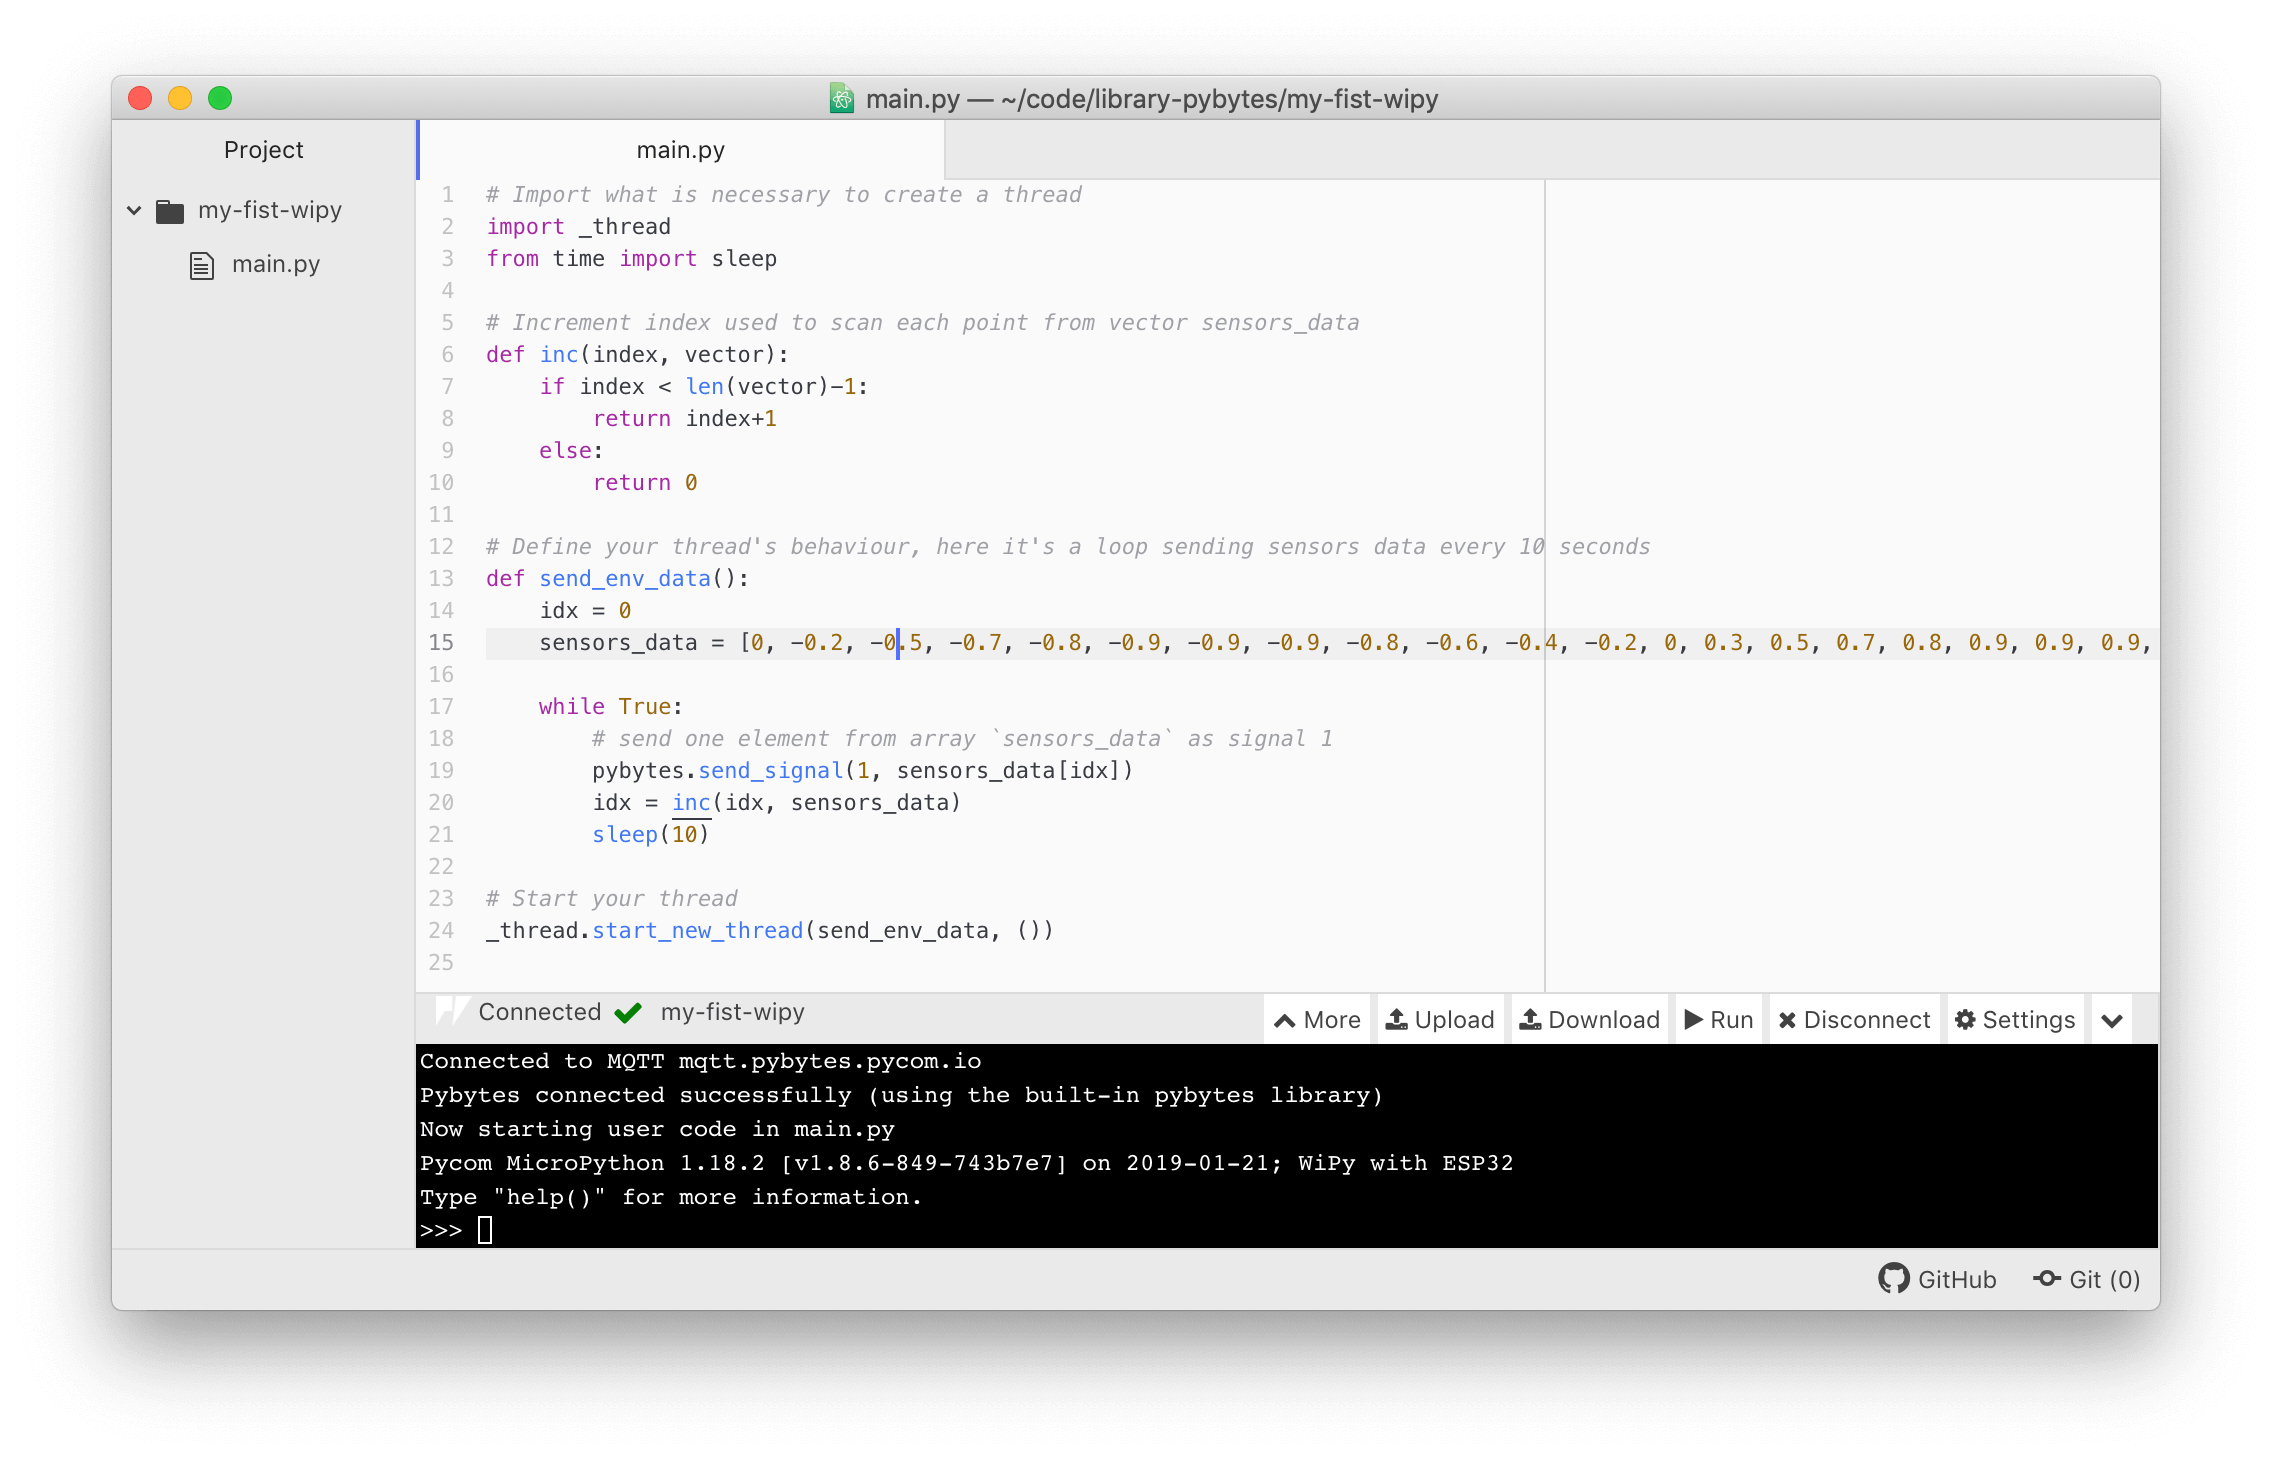 main.py — ~/code/library-pybytes/my-fist-wipy
Project
my-fist-wipy
main.py
main.py
1 # Import what is necessary to create a thread
2 import _thread
3 from time import sleep
4
5 # Increment index used to scan each point from vector sensors_data
6 def inc(index, vector):
7     if index < len(vector)-1:
8         return index+1
9     else:
10         return 0
11
12 # Define your thread's behaviour, here it's a loop sending sensors data every 10 seconds
13 def send_env_data():
14     idx = 0
15     sensors_data = [0, -0.2, -0.5, -0.7, -0.8, -0.9, -0.9, -0.9, -0.8, -0.6, -0.4, -0.2, 0, 0.3, 0.5, 0.7, 0.8, 0.9, 0.9, 0.9,
16
17     while True:
18         # send one element from array `sensors_data` as signal 1
19         pybytes.send_signal(1, sensors_data[idx])
20         idx = inc(idx, sensors_data)
21         sleep(10)
22
23 # Start your thread
24 _thread.start_new_thread(send_env_data, ())
25
Connected my-fist-wipy More Upload Download Run Disconnect Settings
Connected to MQTT mqtt.pybytes.pycom.io
Pybytes connected successfully (using the built-in pybytes library)
Now starting user code in main.py
Pycom MicroPython 1.18.2 [v1.8.6-849-743b7e7] on 2019-01-21; WiPy with ESP32
Type "help()" for more information.
>>>
GitHub Git (0)